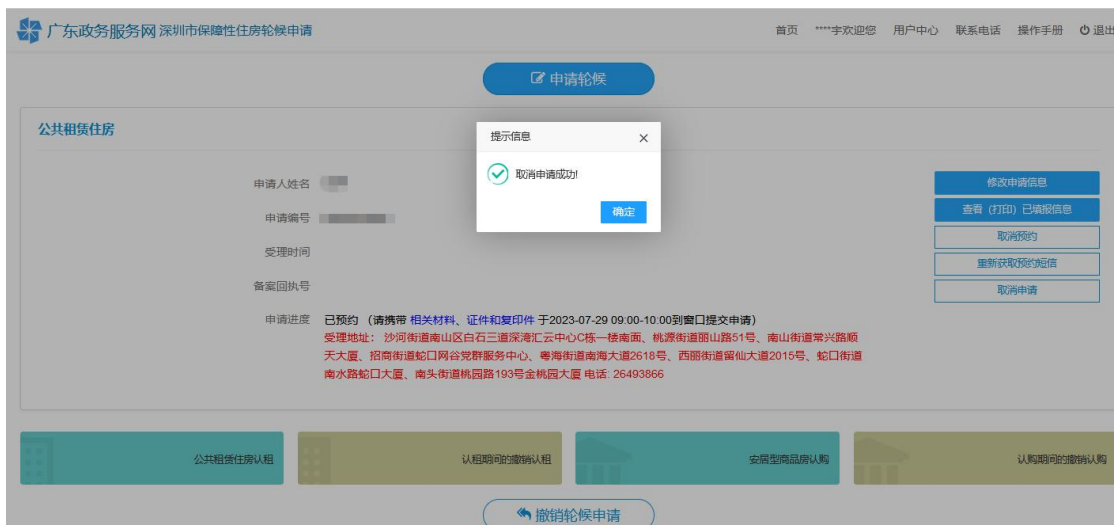 广东政务服务网 深圳市保障性住房轮候申请
首页 ****宇欢迎您 用户中心 联系电话 操作手册 退出
申请轮候
公共租赁住房
提示信息
取消申请成功!
确定
申请人姓名
申请编号
受理时间
备案回执号
申请进度 已预约 (请携带 相关材料、证件和复印件 于2023-07-29 09:00-10:00到窗口提交申请)
受理地址: 沙河街道南山区白石三道深湾汇云中心C栋一楼南面、桃源街道丽山路51号、南山街道常兴路顺
天大厦、招商街道蛇口网谷党群服务中心、粤海街道南海大道2618号、西丽街道留仙大道2015号、蛇口街道
南水路蛇口大厦、南头街道桃园路193号金桃园大厦 电话: 26493866
修改申请信息
查看 (打印) 已填报信息
取消预约
重新获取预约短信
取消申请
公共租赁住房认租
认租期间的撤销认租
安居型商品房认购
认购期间的撤销认购
撤销轮候申请